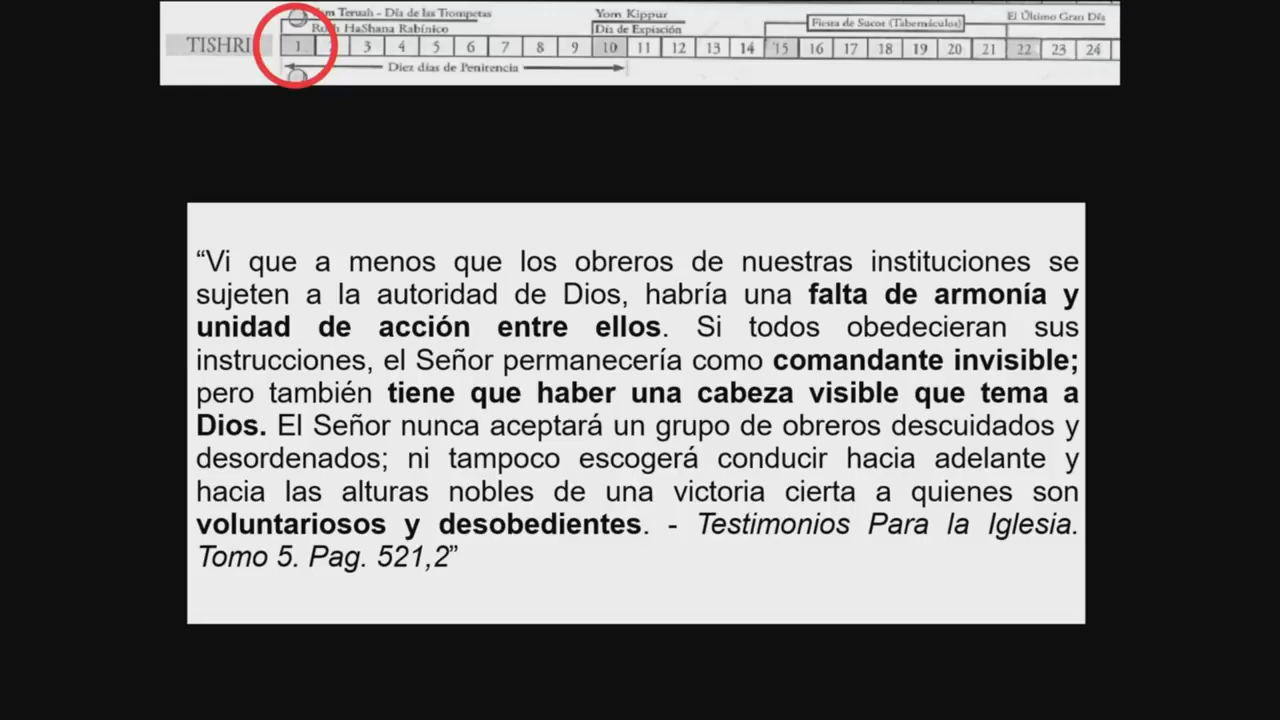 Yom Teruah - Día de las Trompetas
Rosh HaShana Rabínico
Yom Kippur
Día de Expiación
Fiesta de Sucot (Tabernáculos)
El Último Gran Día
TISHRI 1 2 3 4 5 6 7 8 9 10 11 12 13 14 15 16 17 18 19 20 21 22 23 24
Diez días de Penirencia
“Vi que a menos que los obreros de nuestras instituciones se
sujeten a la autoridad de Dios, habría una falta de armonía y
unidad de acción entre ellos. Si todos obedecieran sus
instrucciones, el Señor permanecería como comandante invisible;
pero también tiene que haber una cabeza visible que tema a
Dios. El Señor nunca aceptará un grupo de obreros descuidados y
desordenados; ni tampoco escogerá conducir hacia adelante y
hacia las alturas nobles de una victoria cierta a quienes son
voluntariosos y desobedientes. - Testimonios Para la Iglesia.
Tomo 5. Pag. 521,2”